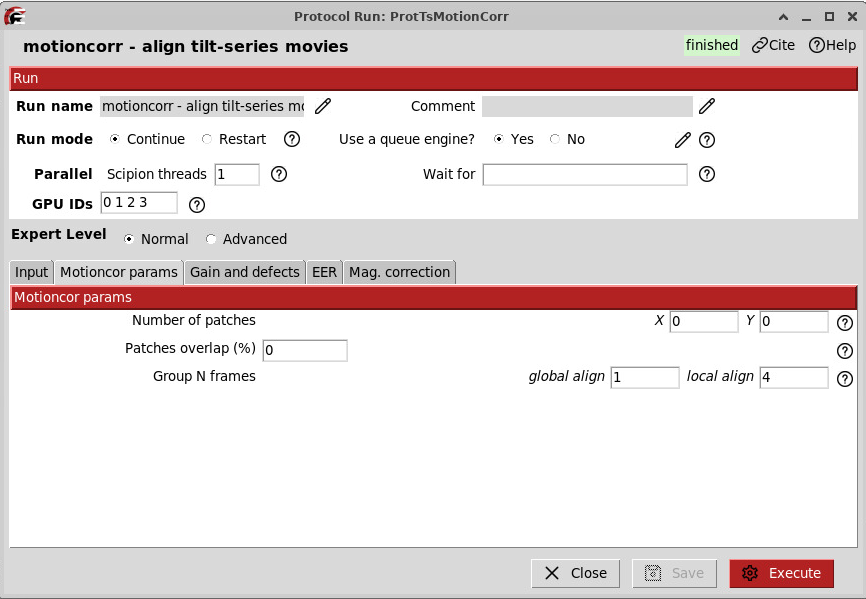 Protocol Run: ProtTsMotionCorr
motioncorr - align tilt-series movies finished Cite Help
Run
Run name motioncorr - align tilt-series mo Comment
Run mode Continue Restart Use a queue engine? Yes No
Parallel Scipion threads 1 Wait for
GPU IDs 0 1 2 3
Expert Level Normal Advanced
Input Motioncor params Gain and defects EER Mag. correction
Motioncor params
Number of patches X 0 Y 0
Patches overlap (%) 0
Group N frames global align 1 local align 4
Close Save Execute